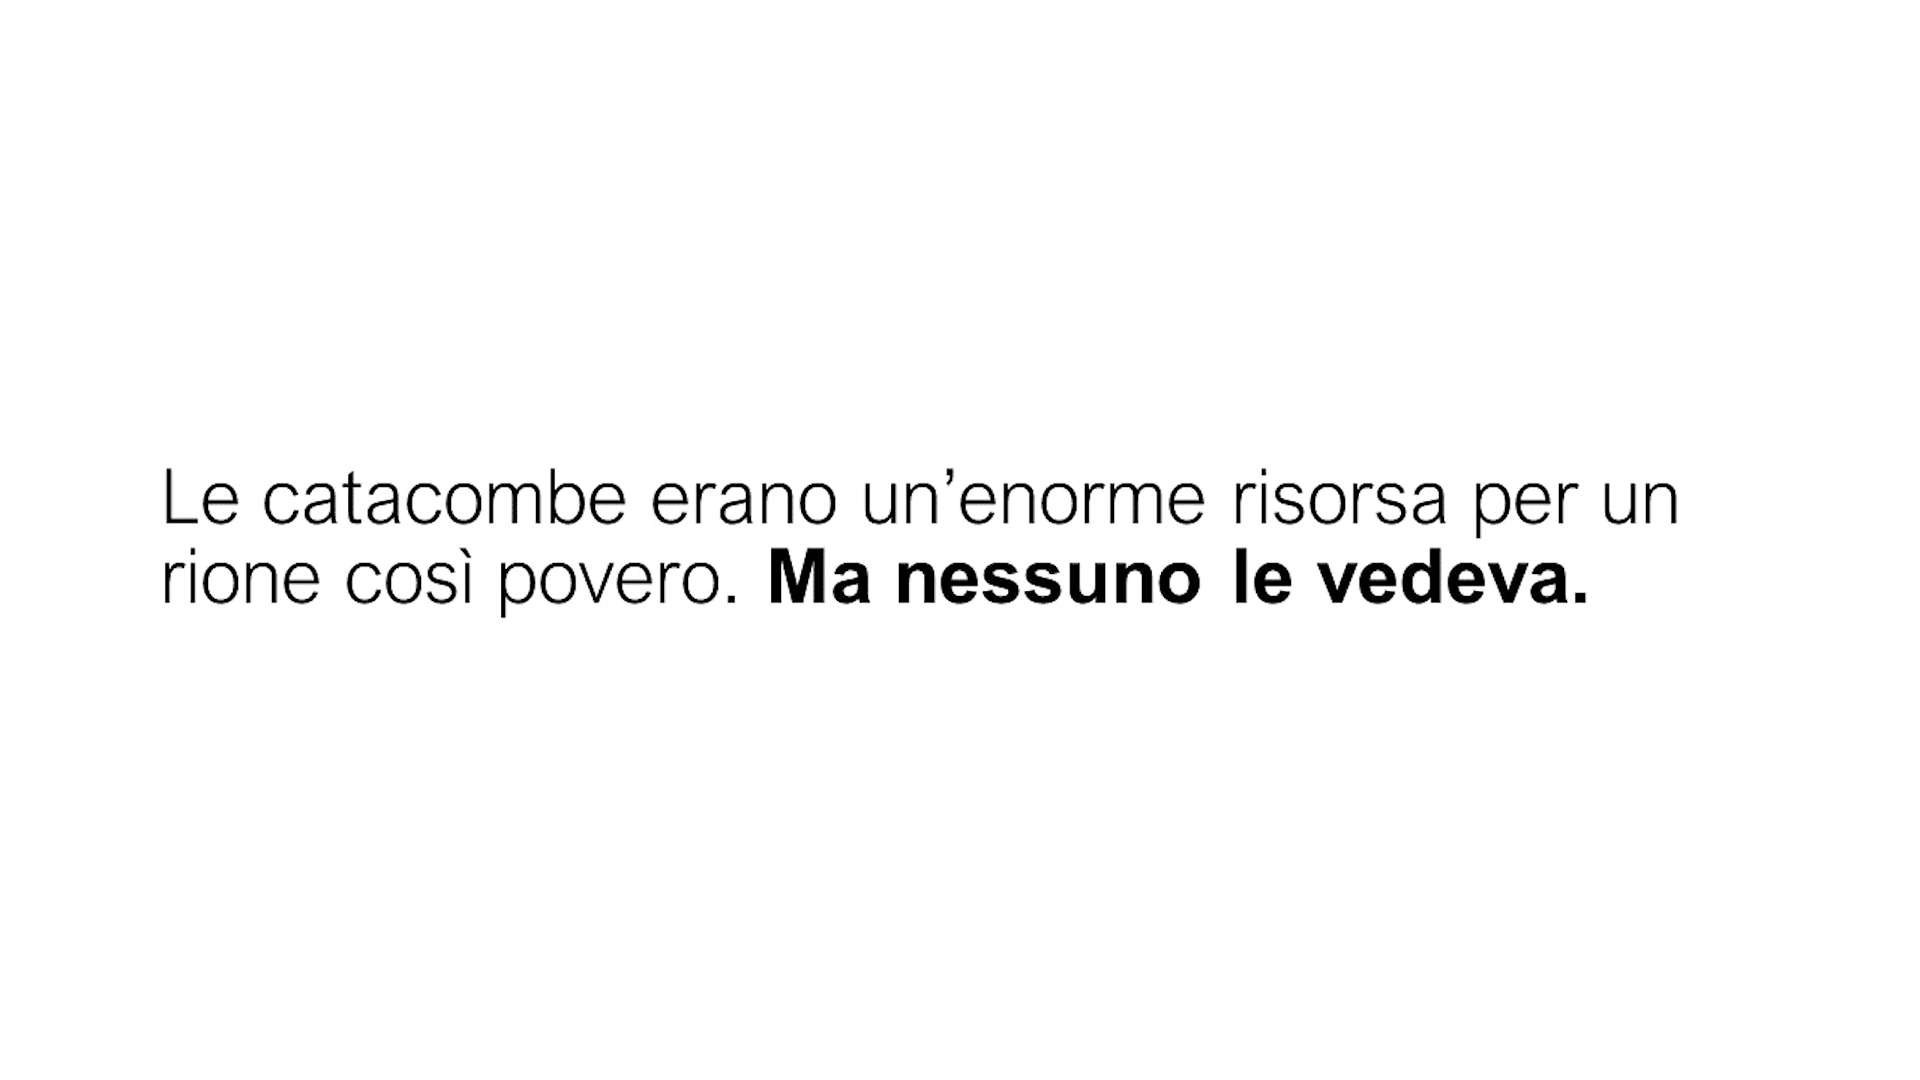 Le catacombe erano un’enorme risorsa per un
rione così povero. Ma nessuno le vedeva.